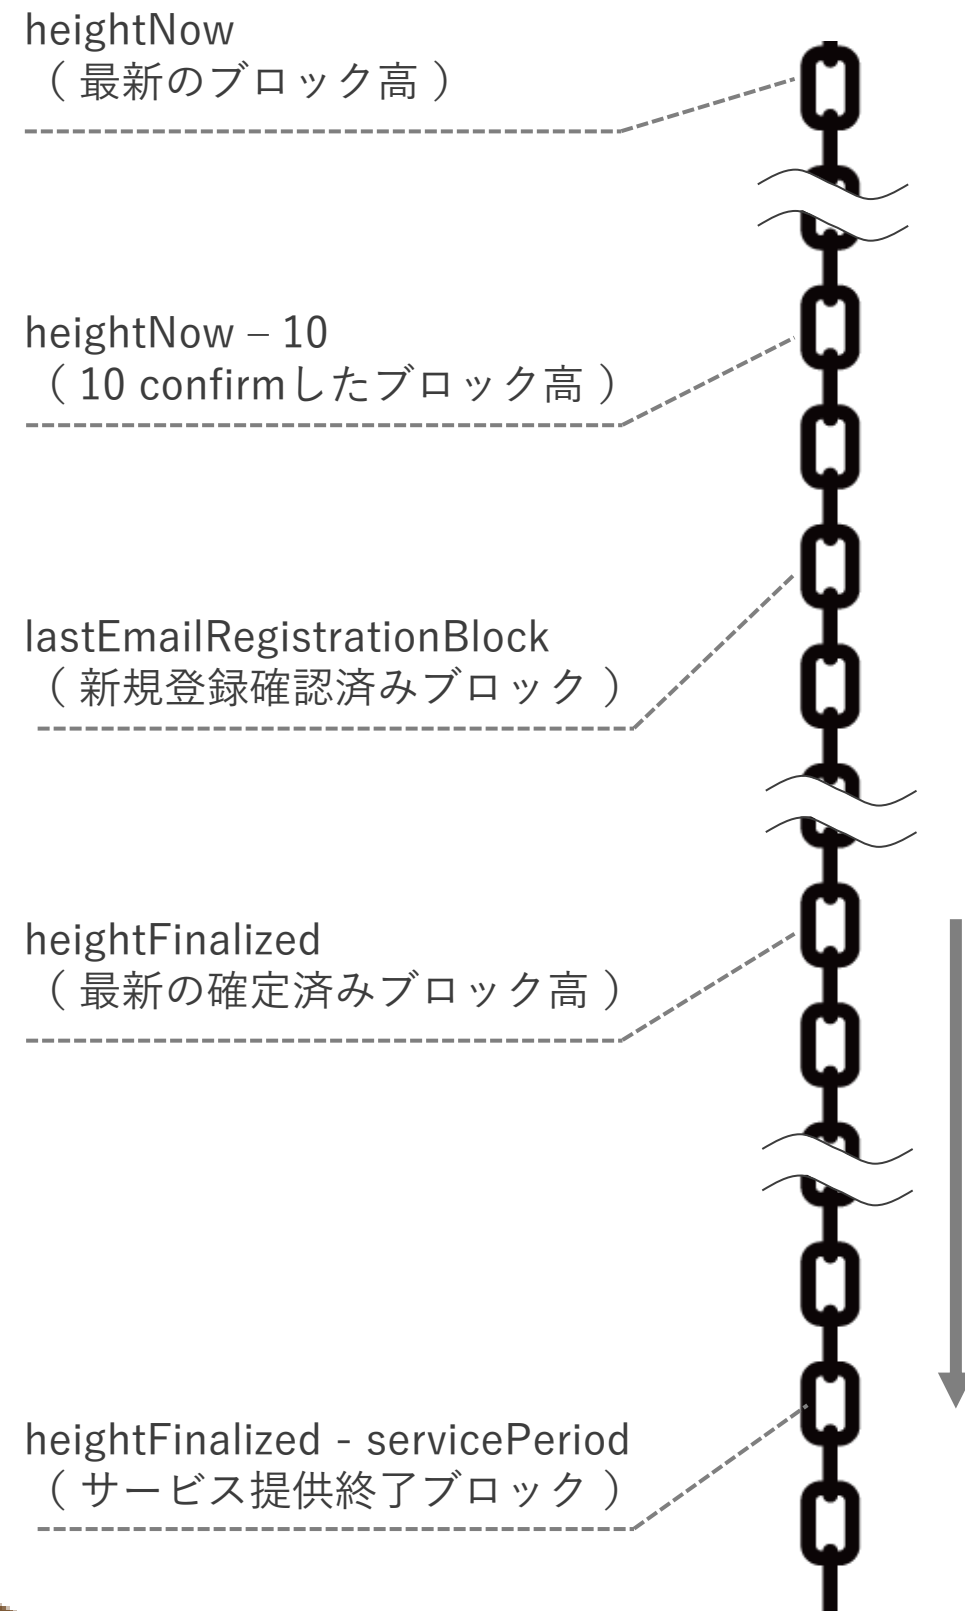 heightNow
（ 最新のブロック高 ）
heightNow – 10
（ 10 confirmしたブロック高 ）
lastEmailRegistrationBlock
（ 新規登録確認済みブロック ）
heightFinalized
（ 最新の確定済みブロック高 ）
heightFinalized - servicePeriod
（ サービス提供終了ブロック ）